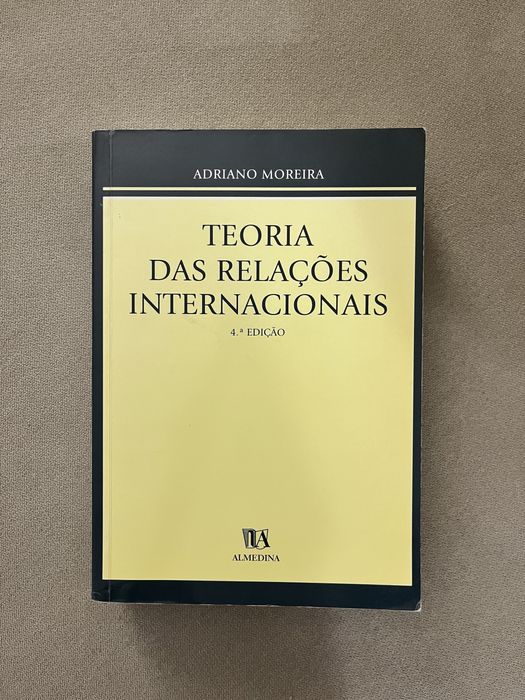 ADRIANO MOREIRA
TEORIA
DAS RELAÇÕES
INTERNACIONAIS
4.ª EDIÇÃO
ALMEDINA